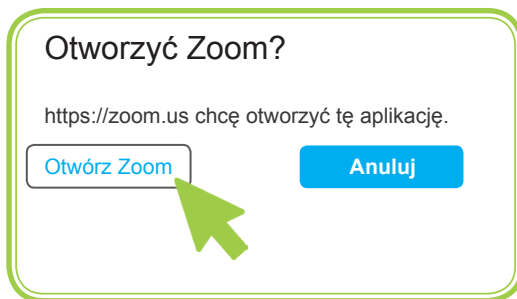 Otworzyć Zoom?
https://zoom.us chcę otworzyć tę aplikację.
Otwórz Zoom Anuluj